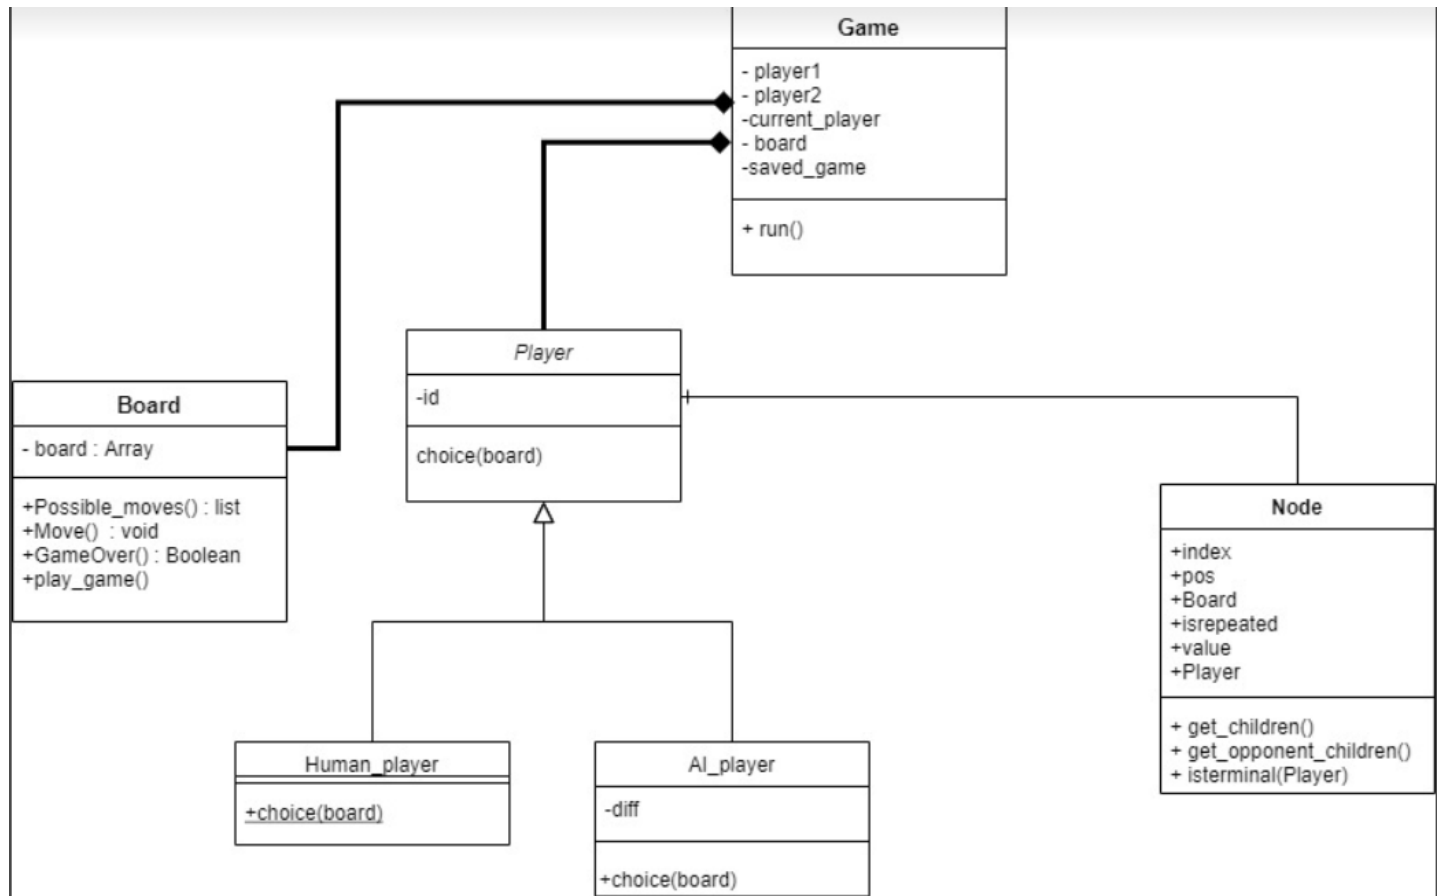 Game
- player1
- player2
-current_player
- board
-saved_game
+ run()
Player
-id
choice(board)
Board
- board : Array
+Possible_moves() : list
+Move()  : void
+GameOver() : Boolean
+play_game()
Node
+index
+pos
+Board
+isrepeated
+value
+Player
+ get_children()
+ get_opponent_children()
+ isterminal(Player)
Human_player
+choice(board)
AI_player
-diff
+choice(board)